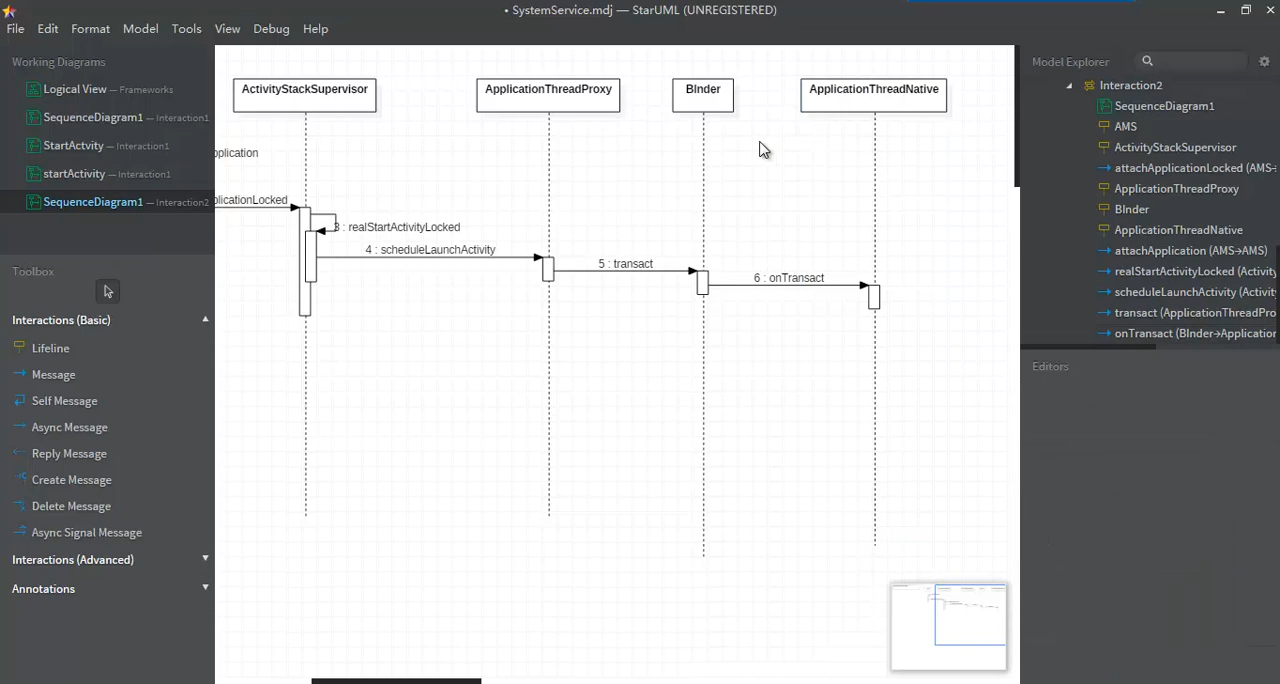 • SystemService.mdj — StarUML (UNREGISTERED)
File Edit Format Model Tools View Debug Help
Working Diagrams
Logical View — Frameworks
SequenceDiagram1 — Interaction1
StartActvity — Interaction1
startActivity — Interaction1
SequenceDiagram1 — Interaction2
Toolbox
Interactions (Basic)
Lifeline
Message
Self Message
Async Message
Reply Message
Create Message
Delete Message
Async Signal Message
Interactions (Advanced)
Annotations
ActivityStackSupervisor
ApplicationThreadProxy
BInder
ApplicationThreadNative
pplication
plicationLocked
3 : realStartActivityLocked
4 : scheduleLaunchActivity
5 : transact
6 : onTransact
Model Explorer
Interaction2
SequenceDiagram1
AMS
ActivityStackSupervisor
attachApplicationLocked (AMS→
ApplicationThreadProxy
BInder
ApplicationThreadNative
attachApplication (AMS→AMS)
realStartActivityLocked (Activity
scheduleLaunchActivity (Activity
transact (ApplicationThreadPro
onTransact (BInder→Application
Editors